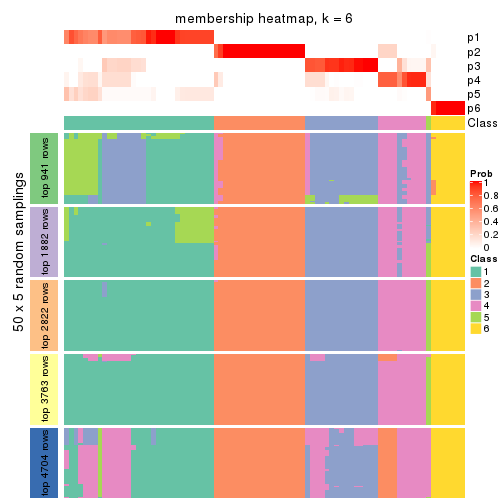 membership heatmap, k = 6
p1
p2
p3
p4
p5
p6
Class
50 x 5 random samplings
top 941 rows
top 1882 rows
top 2822 rows
top 3763 rows
top 4704 rows
Prob
1
0.8
0.6
0.4
0.2
0
Class
1
2
3
4
5
6